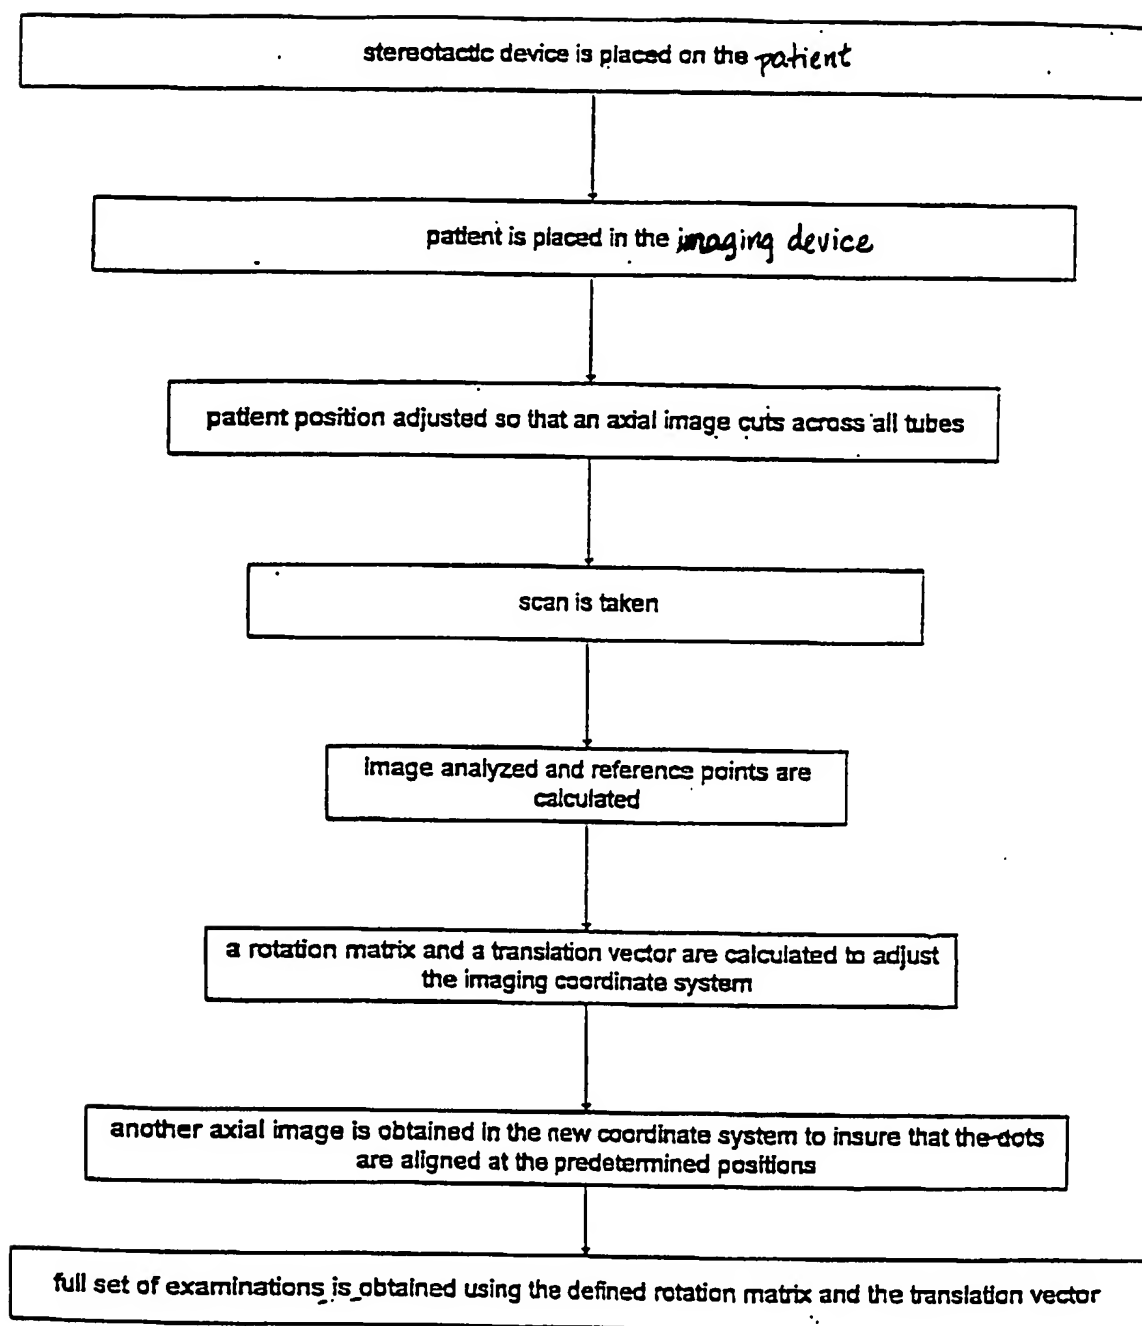 stereotactic device is placed on the patient
patient is placed in the imaging device
patient position adjusted so that an axial image cuts across all tubes
scan is taken
image analyzed and reference points are
calculated
a rotation matrix and a translation vector are calculated to adjust
the imaging coordinate system
another axial image is obtained in the new coordinate system to insure that the dots
are aligned at the predetermined positions
full set of examinations is obtained using the defined rotation matrix and the translation vector